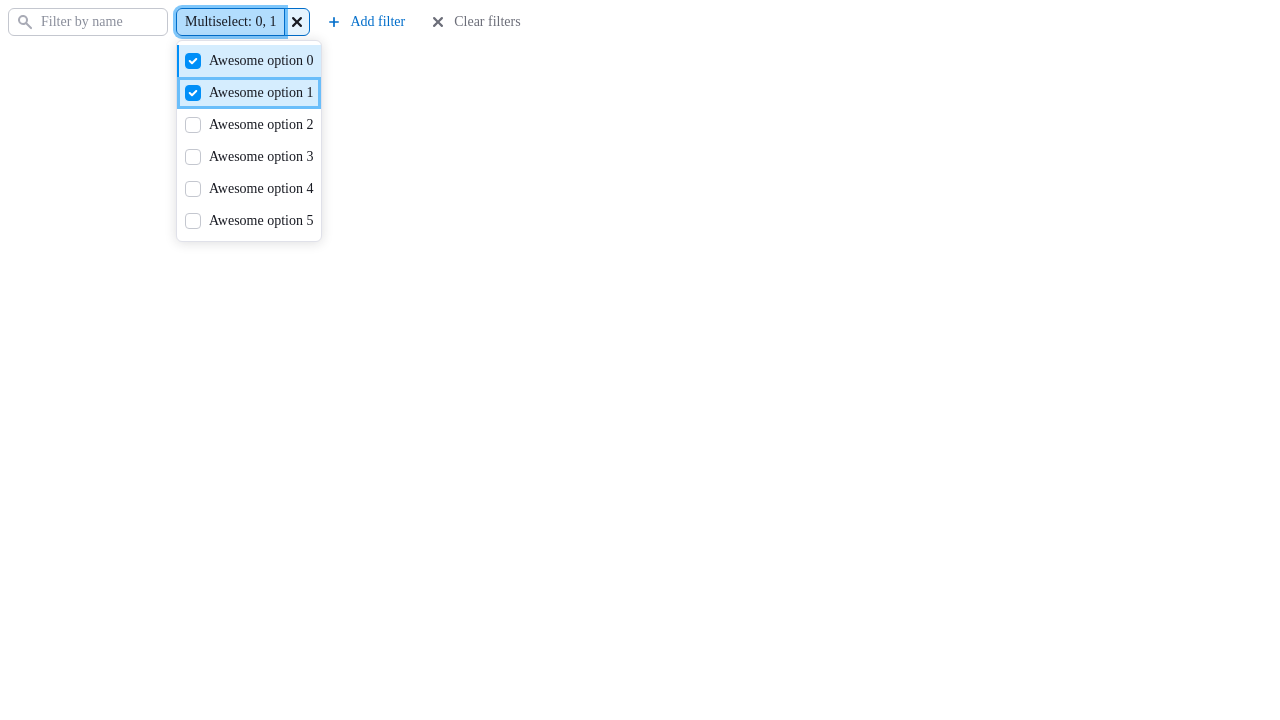 Filter by name
Multiselect: 0, 1
Add filter
Clear filters
Awesome option 0
Awesome option 1
Awesome option 2
Awesome option 3
Awesome option 4
Awesome option 5